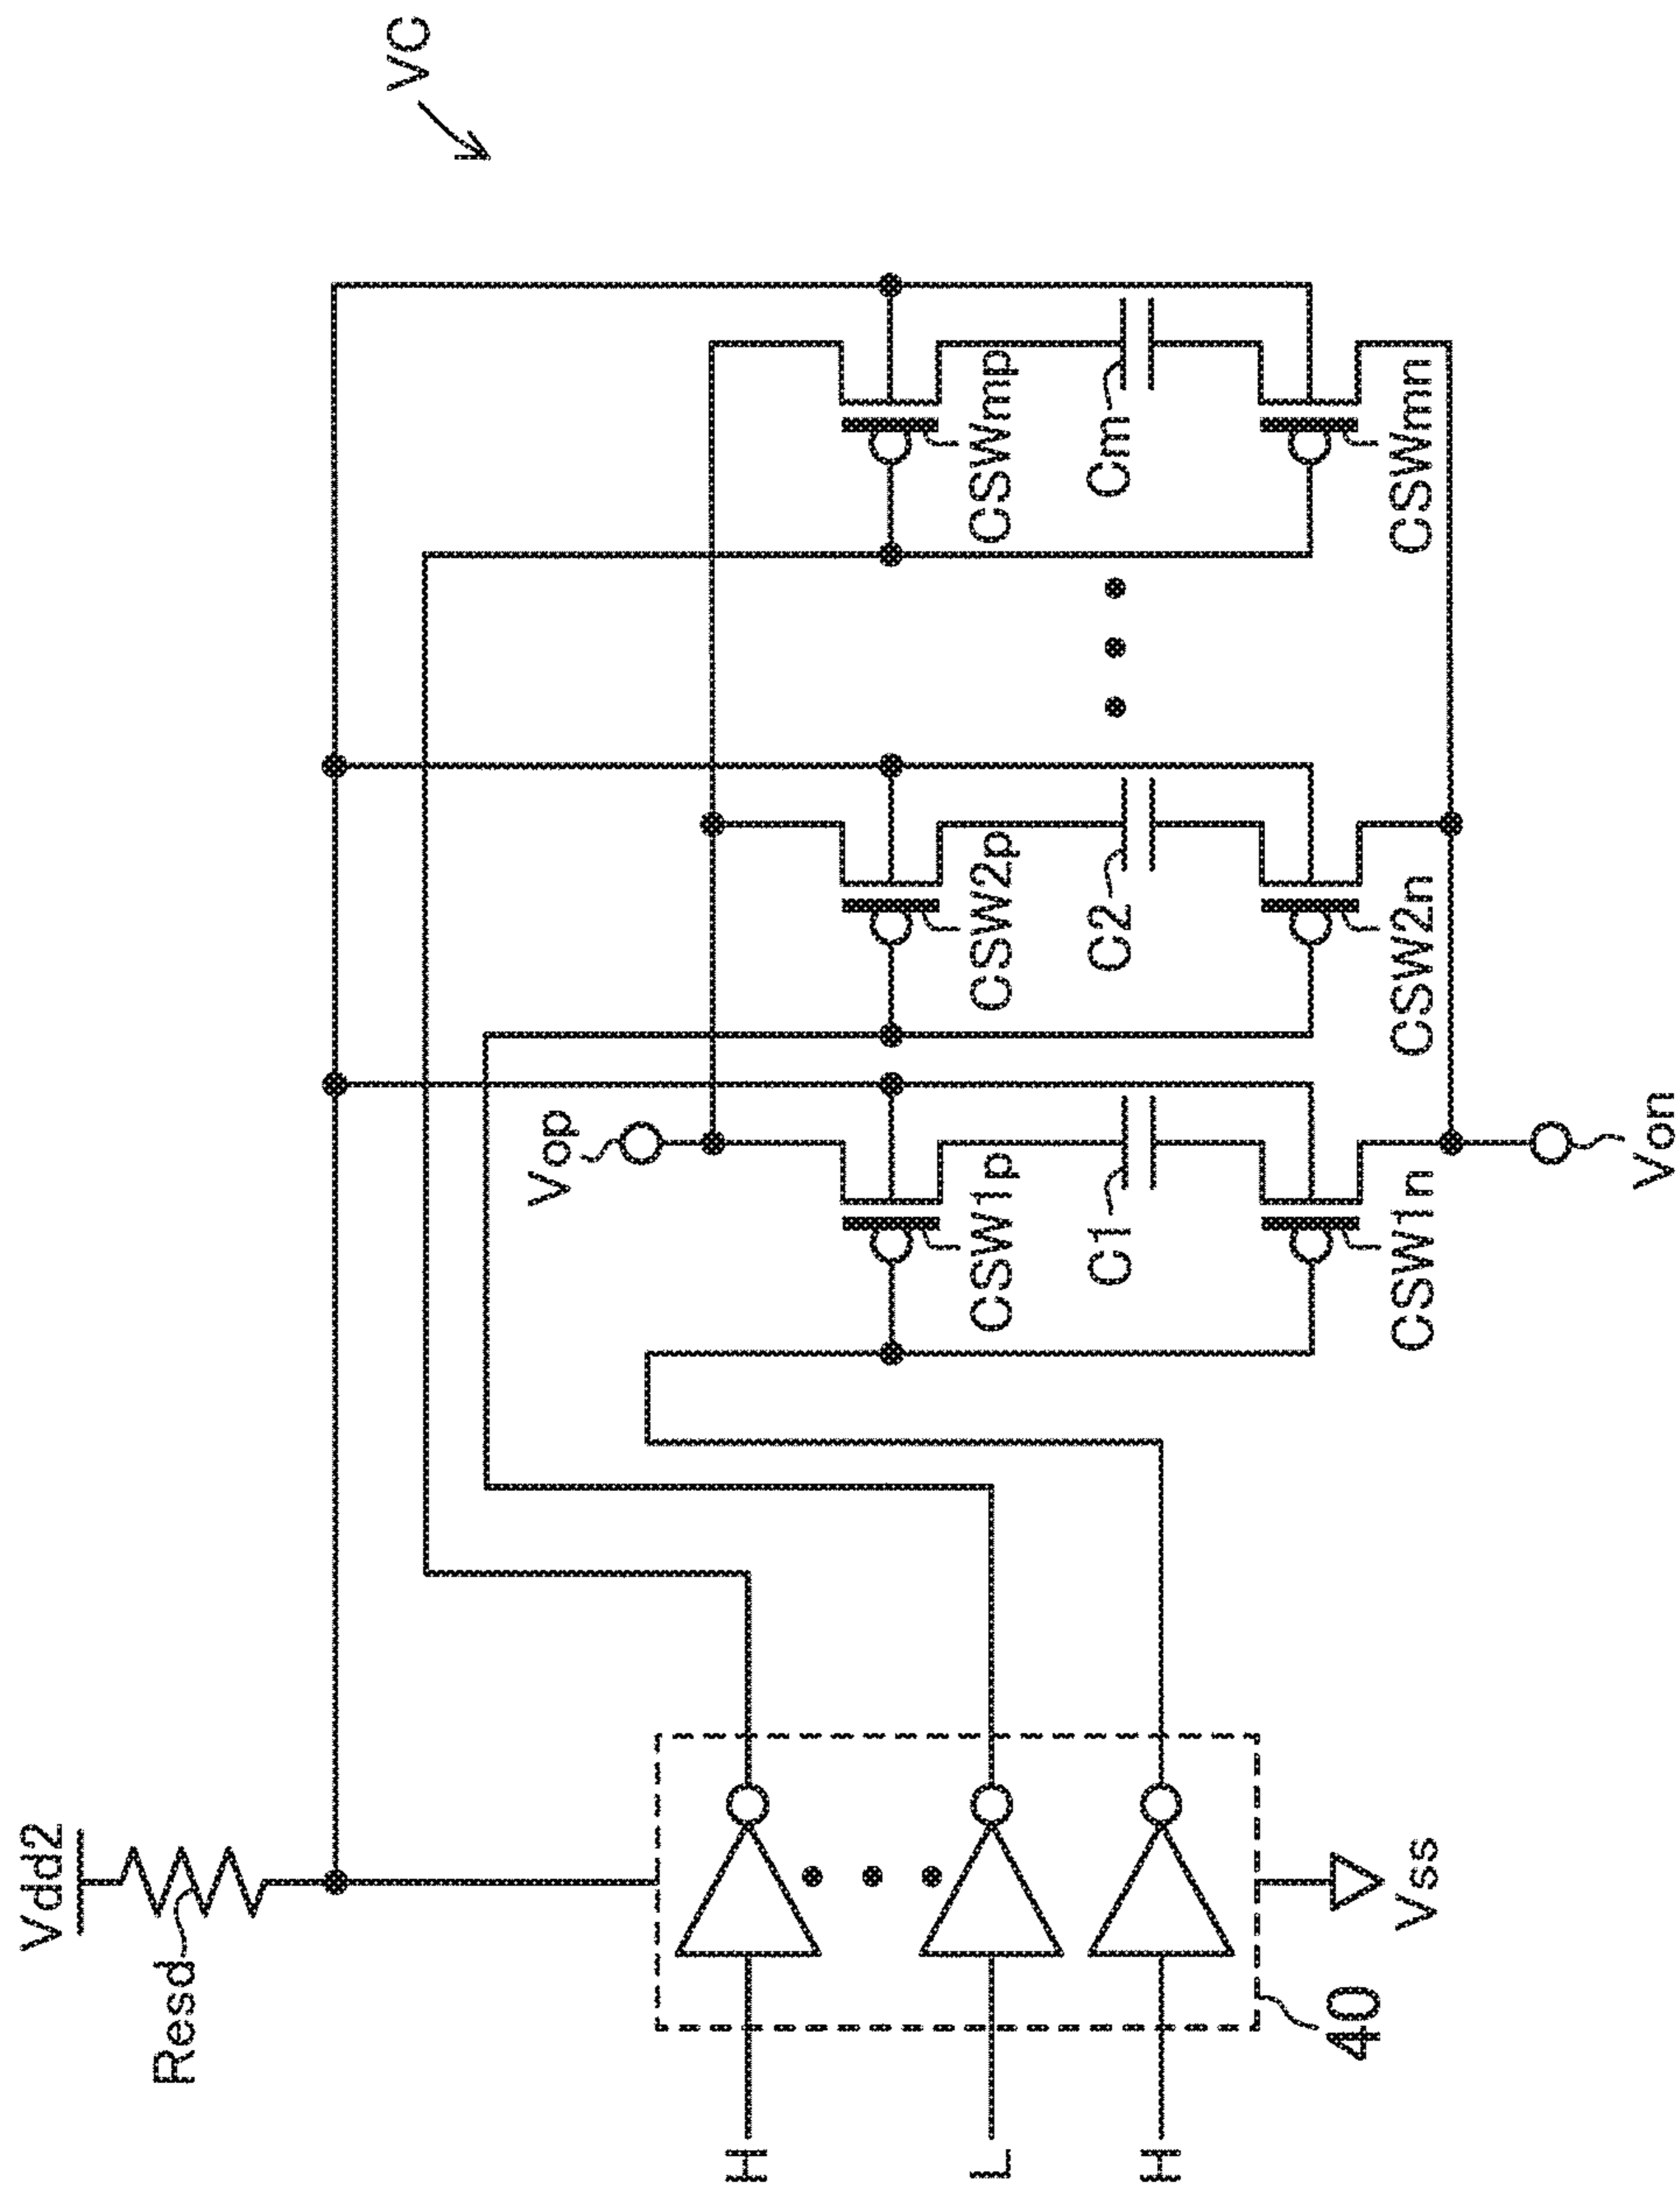 VC
Vdd2
Resd
Vop
CSW1p
CSW2p
CSWmp
C1
C2
Cm
CSW1n
CSW2n
CSWmn
Von
H
L
H
40
Vss